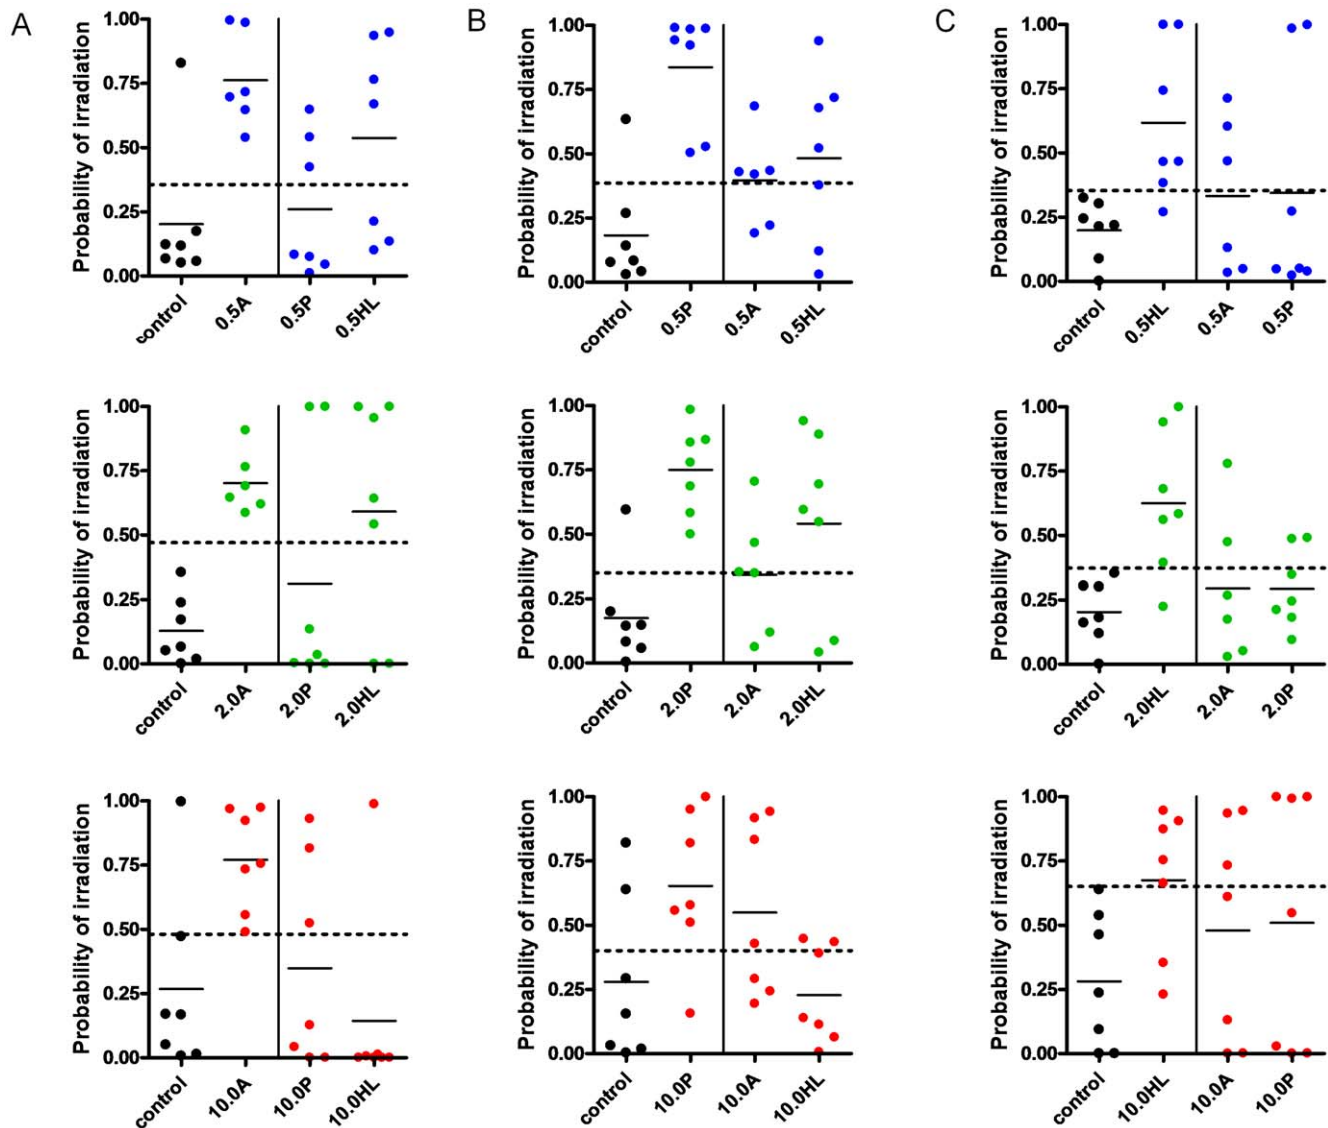 A
Probability of irradiation
1.00
0.75
0.50
0.25
0.00
control
0.5A
0.5P
0.5HL
B
Probability of irradiation
1.00
0.75
0.50
0.25
0.00
control
0.5P
0.5A
0.5HL
C
Probability of irradiation
1.00
0.75
0.50
0.25
0.00
control
0.5HL
0.5A
0.5P
Probability of irradiation
1.00
0.75
0.50
0.25
0.00
control
2.0A
2.0P
2.0HL
Probability of irradiation
1.00
0.75
0.50
0.25
0.00
control
2.0P
2.0A
2.0HL
Probability of irradiation
1.00
0.75
0.50
0.25
0.00
control
2.0HL
2.0A
2.0P
Probability of irradiation
1.00
0.75
0.50
0.25
0.00
control
10.0A
10.0P
10.0HL
Probability of irradiation
1.00
0.75
0.50
0.25
0.00
control
10.0P
10.0A
10.0HL
Probability of irradiation
1.00
0.75
0.50
0.25
0.00
control
10.0HL
10.0A
10.0P